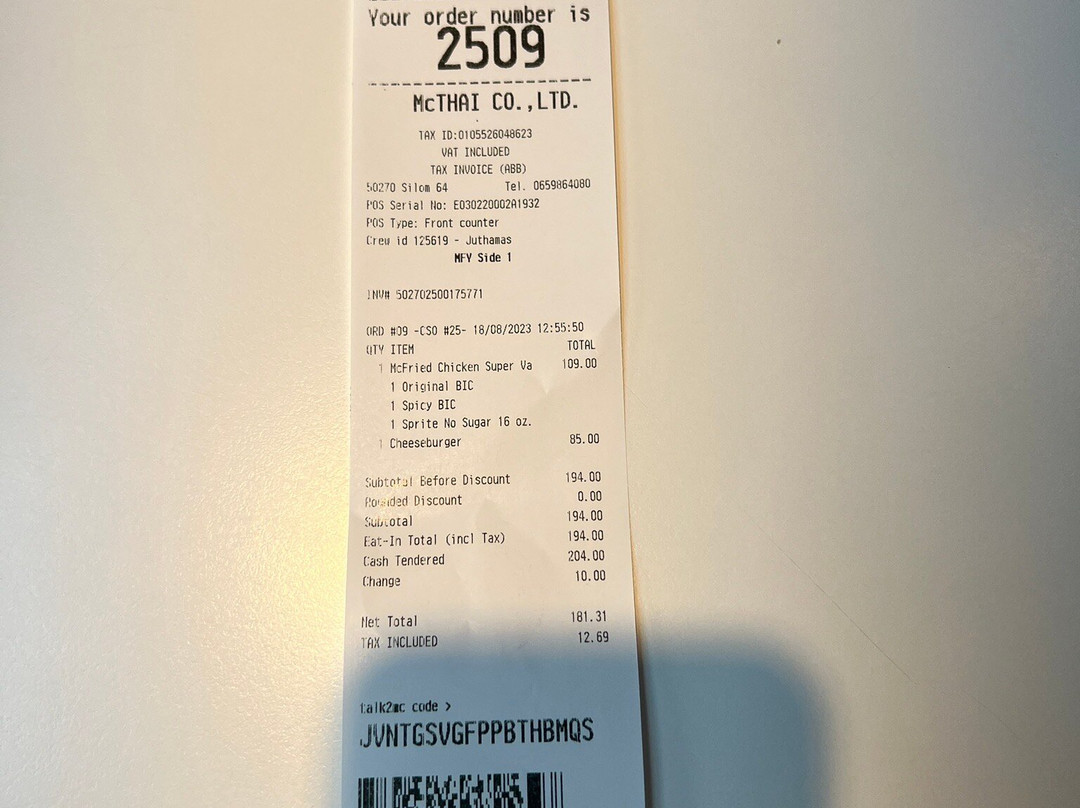 Your order number is
2509
McTHAI CO.,LTD.
TAX ID:0105526048623
VAT INCLUDED
TAX INVOICE (ABB)
50270 Silom 64 Tel. 0659864080
POS Serial No: E030220002A1932
POS Type: Front counter
Crew id 125619 - Juthamas
MFY Side 1
INV# 502702500175771
ORD #09 -CSO #25- 18/08/2023 12:55:50
QTY ITEM TOTAL
1 McFried Chicken Super Va 109.00
1 Original BIC
1 Spicy BIC
1 Sprite No Sugar 16 oz.
1 Cheeseburger 85.00
Subtotal Before Discount 194.00
Rounded Discount 0.00
Subtotal 194.00
Eat-In Total (incl Tax) 194.00
Cash Tendered 204.00
Change 10.00
Net Total 181.31
TAX INCLUDED 12.69
talk2mc code >
JVNTGSVGFPPBTHBMQS